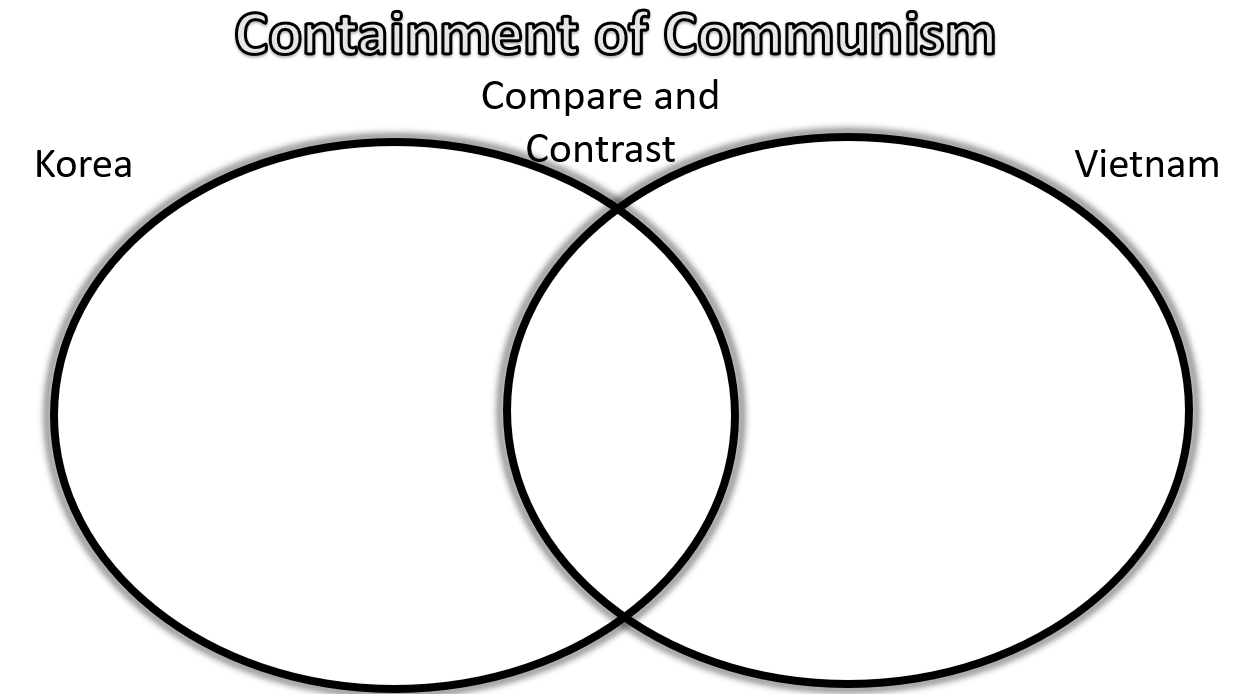 Containment of Communism
Compare and
Contrast
Korea
Vietnam